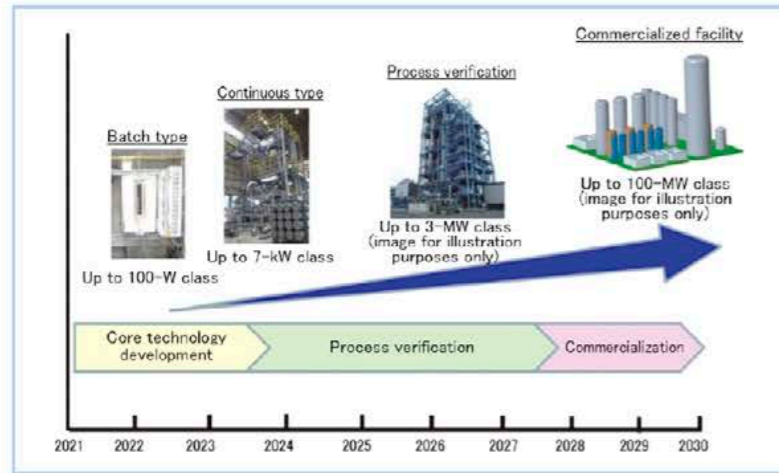 Commercialized facility
Process verification
Continuous type
Batch type
Up to 100-MW class
(image for illustration
purposes only)
Up to 3-MW class
(image for illustration
purposes only)
Up to 7-kW class
Up to 100-W class
Core technology
development
Process verification
Commercialization
2021 2022 2023 2024 2025 2026 2027 2028 2029 2030